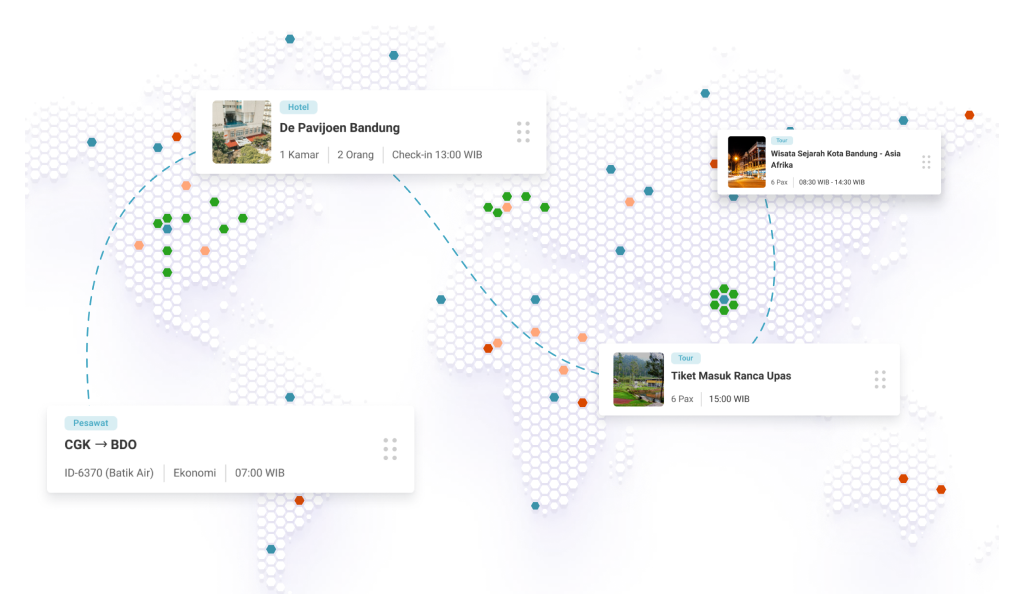 Hotel
De Pavijoen Bandung
1 Kamar 2 Orang Check-in 13:00 WIB
Tour
Wisata Sejarah Kota Bandung - Asia
Afrika
6 Pax 08:30 WIB - 14:30 WIB
Tour
Tiket Masuk Ranca Upas
6 Pax 15:00 WIB
Pesawat
CGK → BDO
ID-6370 (Batik Air) Ekonomi 07:00 WIB